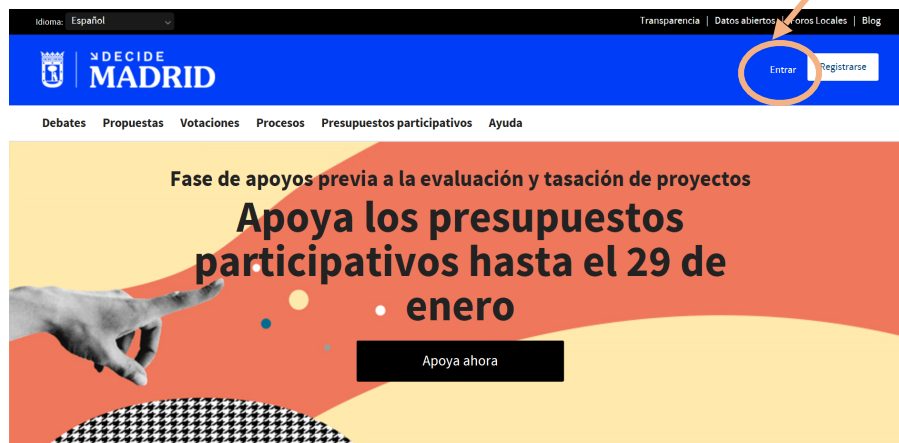 Idioma: Español
Transparencia | Datos abiertos | Foros Locales | Blog
DECIDE
MADRID
Entrar
Registrarse
Debates Propuestas Votaciones Procesos Presupuestos participativos Ayuda
Fase de apoyos previa a la evaluación y tasación de proyectos
Apoya los presupuestos
participativos hasta el 29 de
enero
Apoya ahora